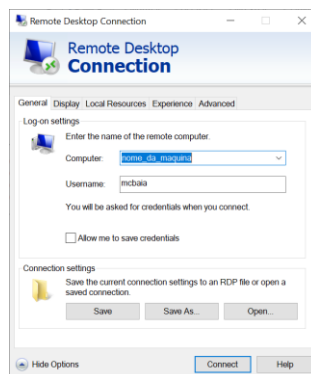 Remote Desktop Connection
Remote Desktop
Connection
General Display Local Resources Experience Advanced
Log-on settings
Enter the name of the remote computer.
Computer: nome_da_maquina
Username: mcbaia
You will be asked for credentials when you connect.
Allow me to save credentials
Connection settings
Save the current connection settings to an RDP file or open a
saved connection.
Save Save As... Open...
Hide Options Connect Help